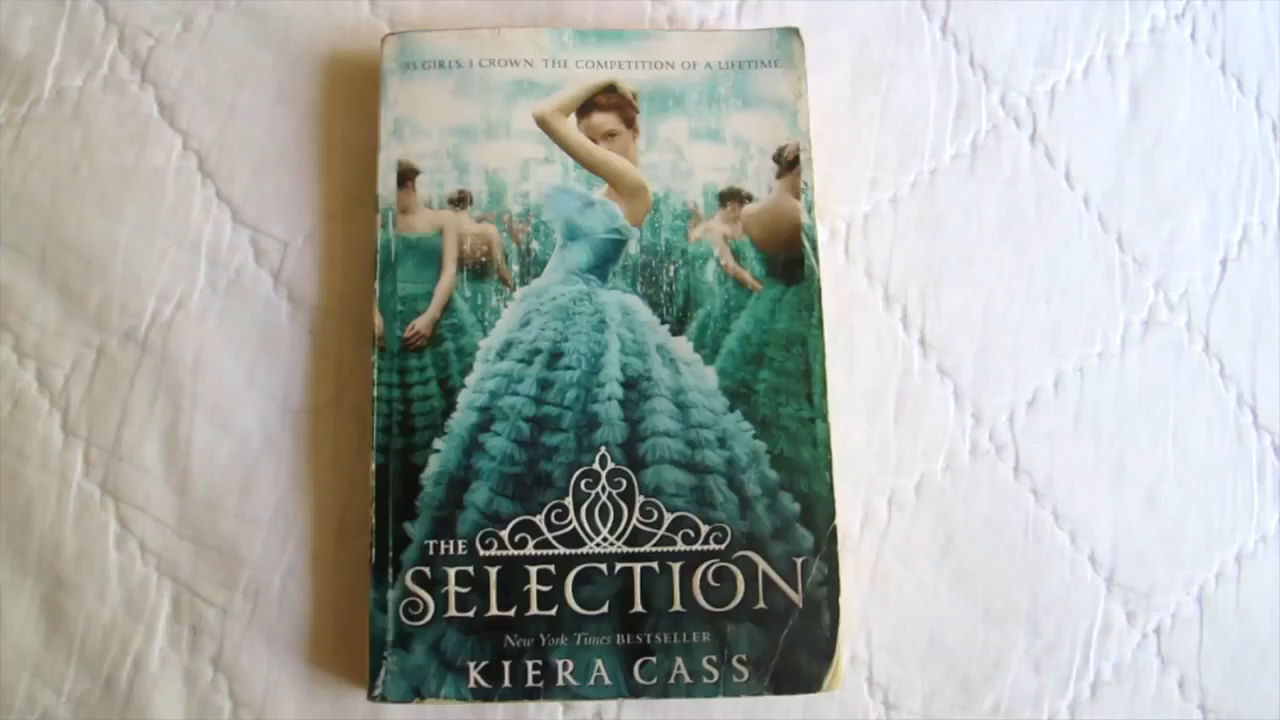 35 GIRLS. 1 CROWN. THE COMPETITION OF A LIFETIME.
THE
SELECTION
New York Times BESTSELLER
KIERA CASS